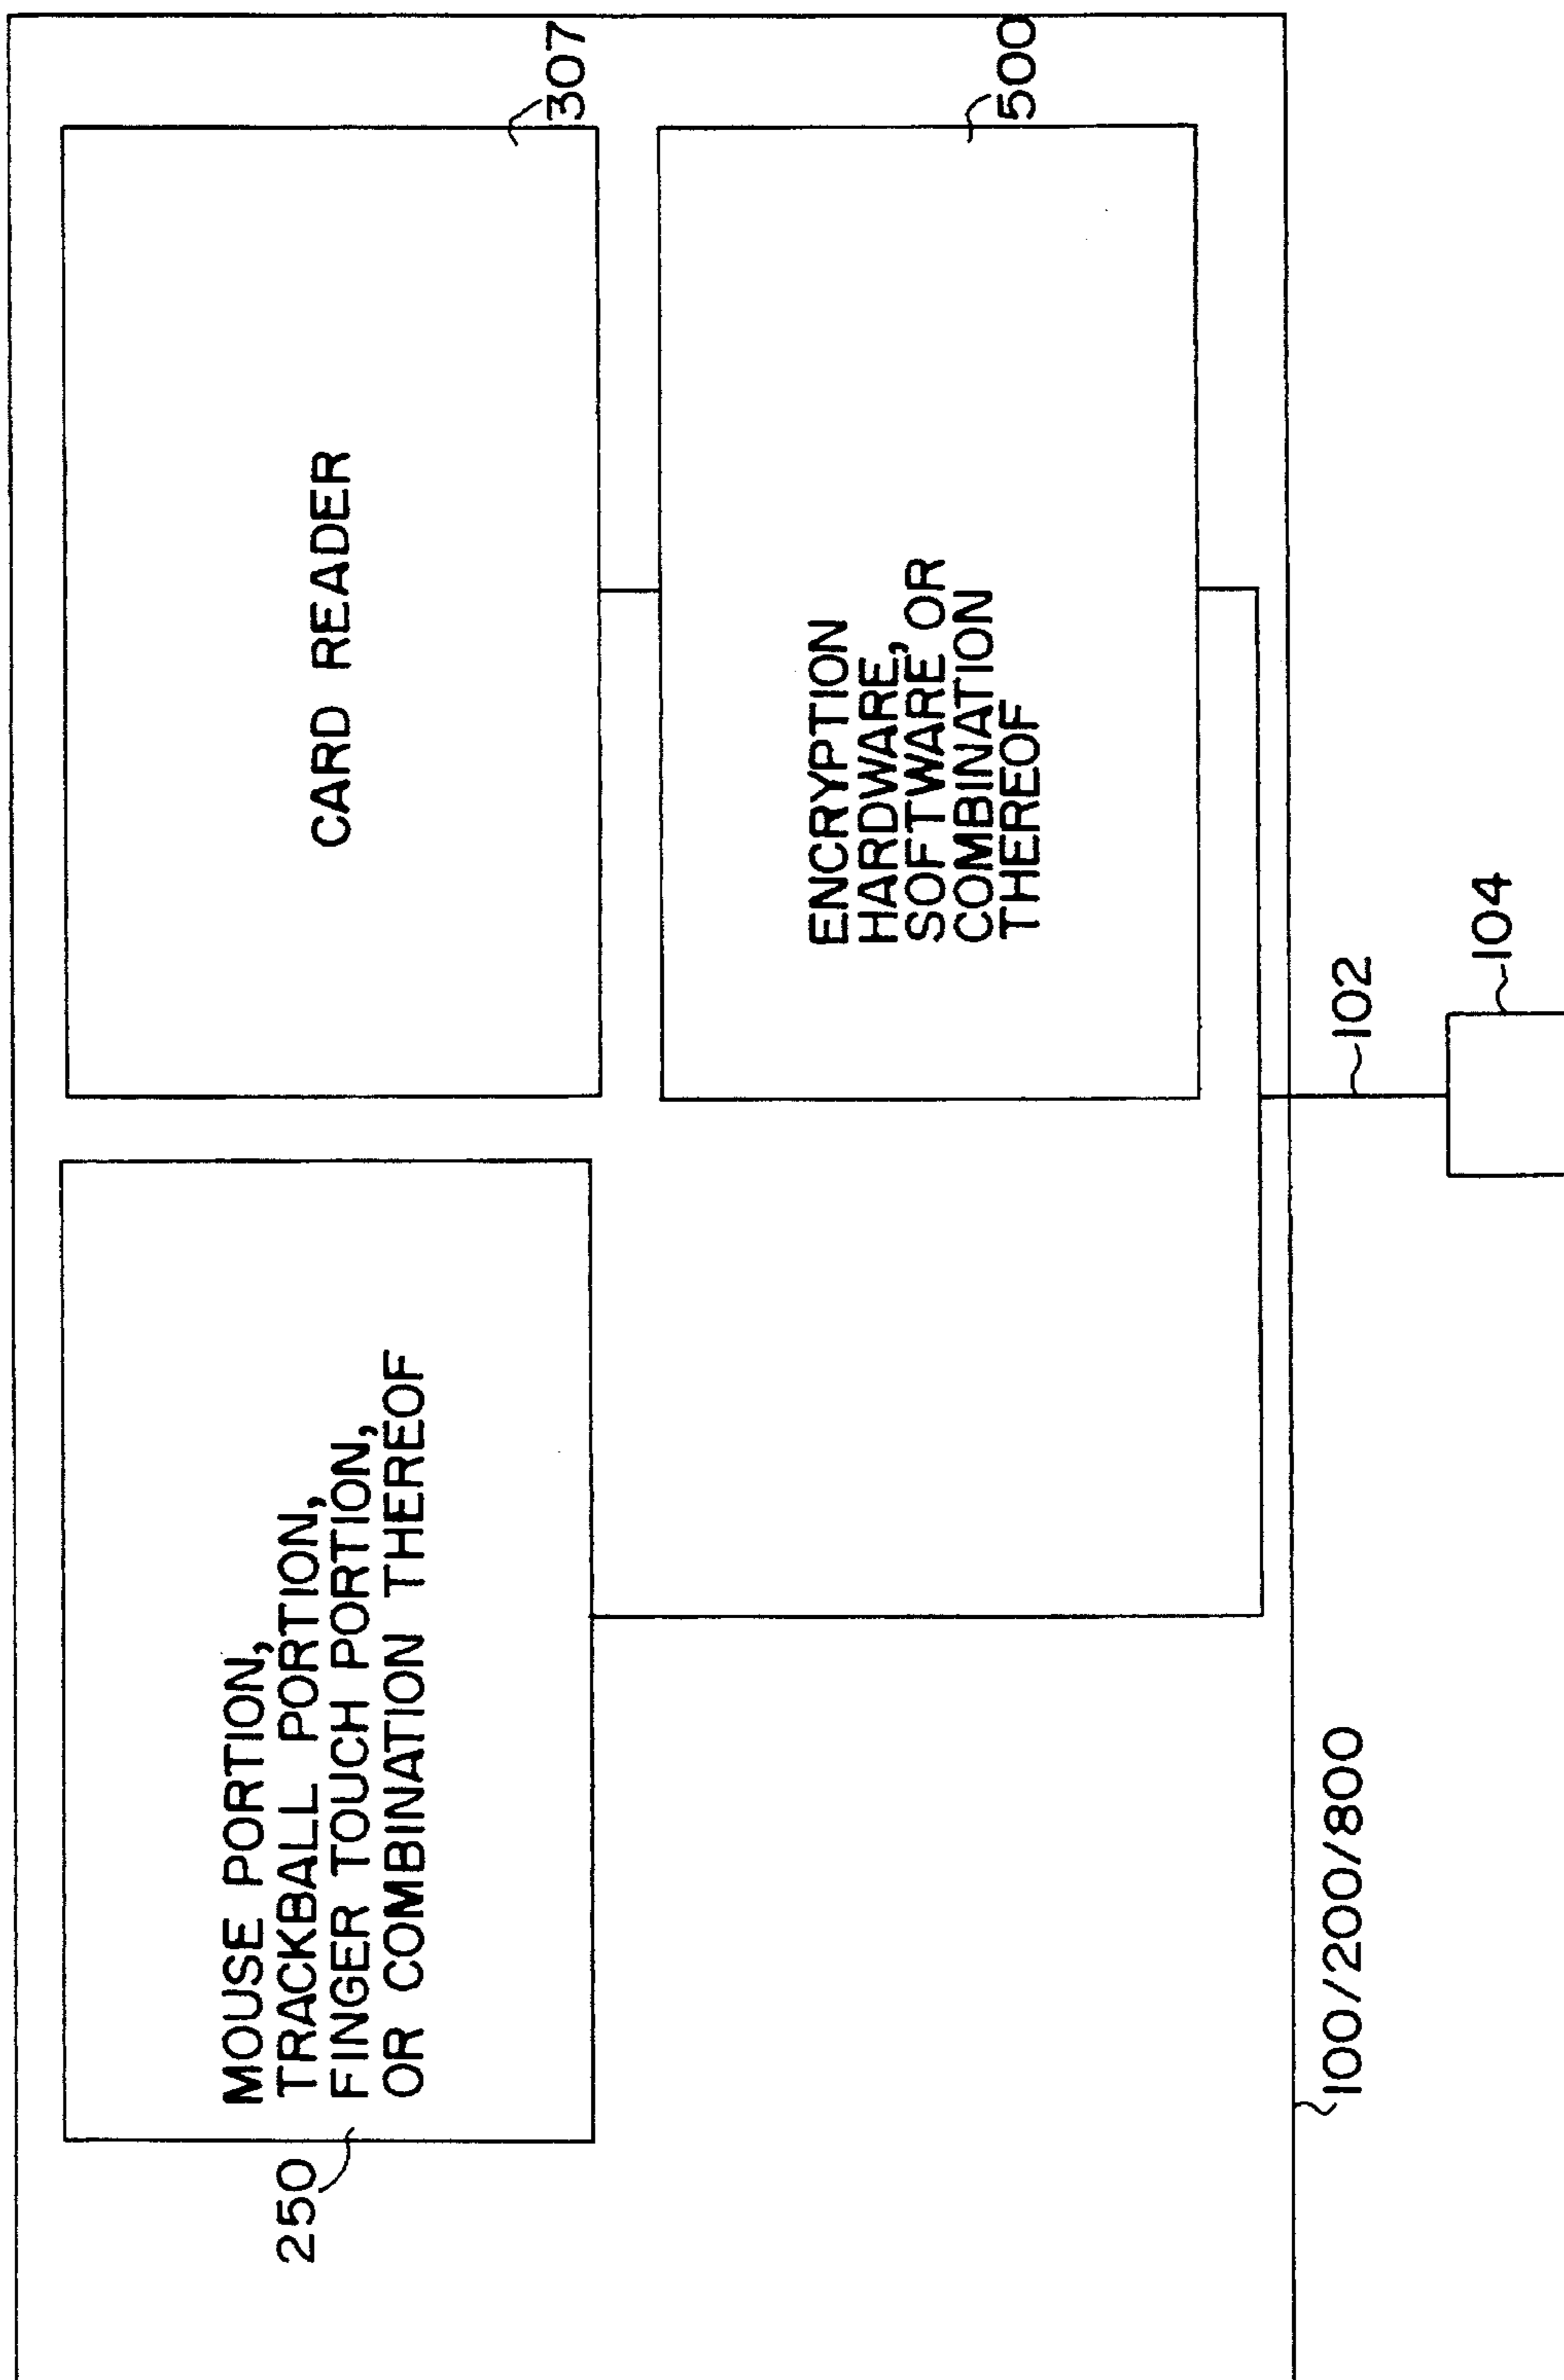 250
MOUSE PORTION,
TRACKBALL PORTION,
FINGER TOUCH PORTION,
OR COMBINATION THEREOF
CARD READER
307
ENCRYPTION
HARDWARE,
SOFTWARE, OR
COMBINATION
THEREOF
500
100/200/800
102
104